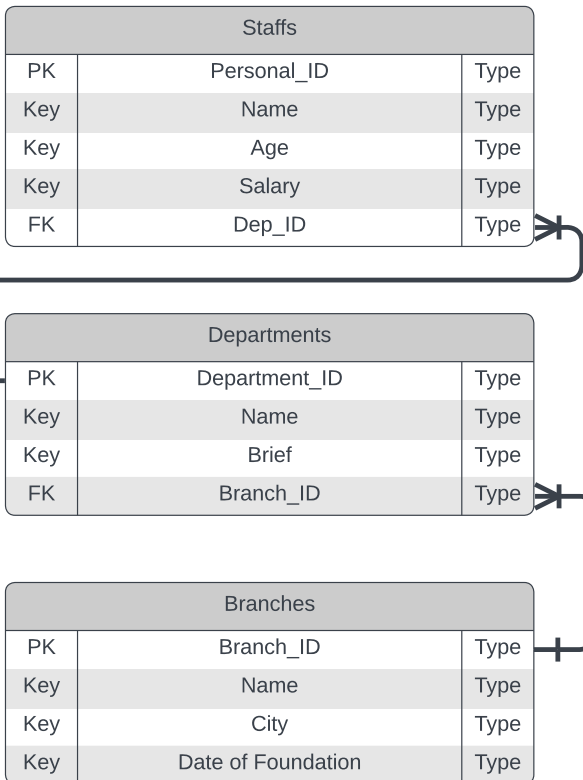 Staffs
PK Personal_ID Type
Key Name Type
Key Age Type
Key Salary Type
FK Dep_ID Type
Departments
PK Department_ID Type
Key Name Type
Key Brief Type
FK Branch_ID Type
Branches
PK Branch_ID Type
Key Name Type
Key City Type
Key Date of Foundation Type